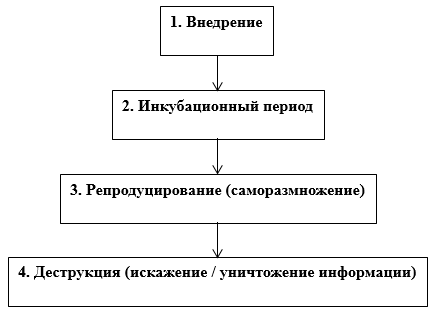 1. Внедрение
2. Инкубационный период
3. Репродуцирование (саморазмножение)
4. Деструкция (искажение / уничтожение информации)